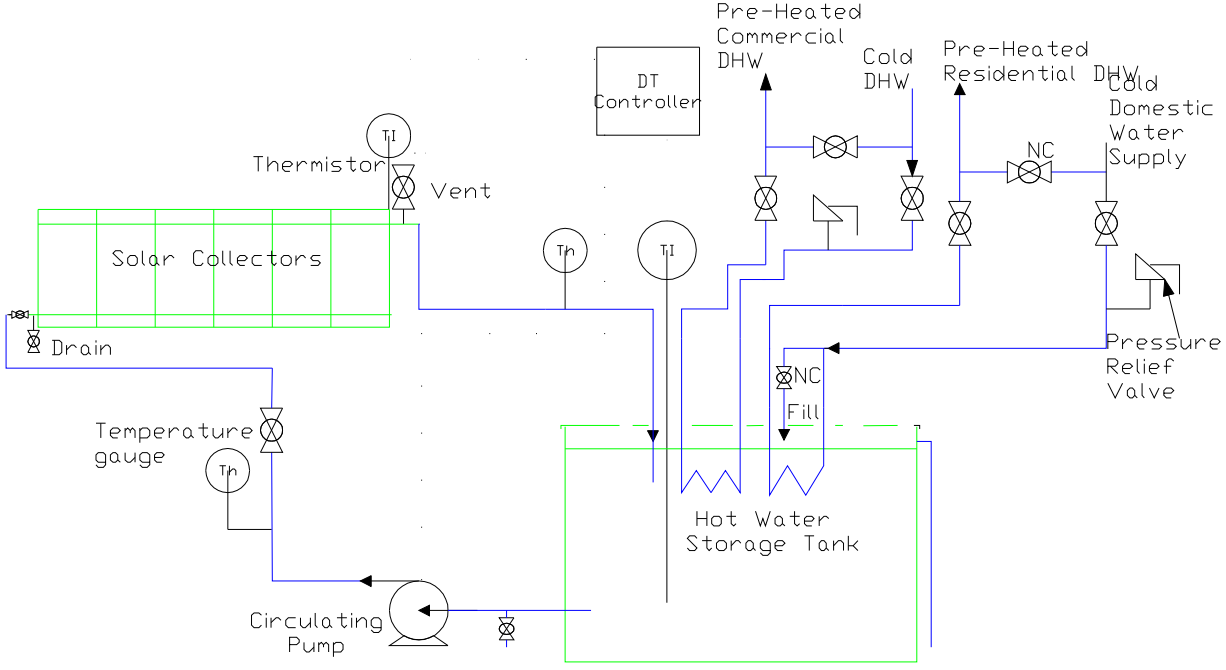 Pre-Heated
Commercial
DHW
Cold
DHW
Pre-Heated
Residential DHW
Cold
Domestic
Water
Supply
DT
Controller
TI
Thermistor
Vent
NC
Solar Collectors
Th
TI
Drain
Pressure
Relief
Valve
NC
Fill
Temperature
gauge
Th
Hot Water
Storage Tank
Circulating
Pump